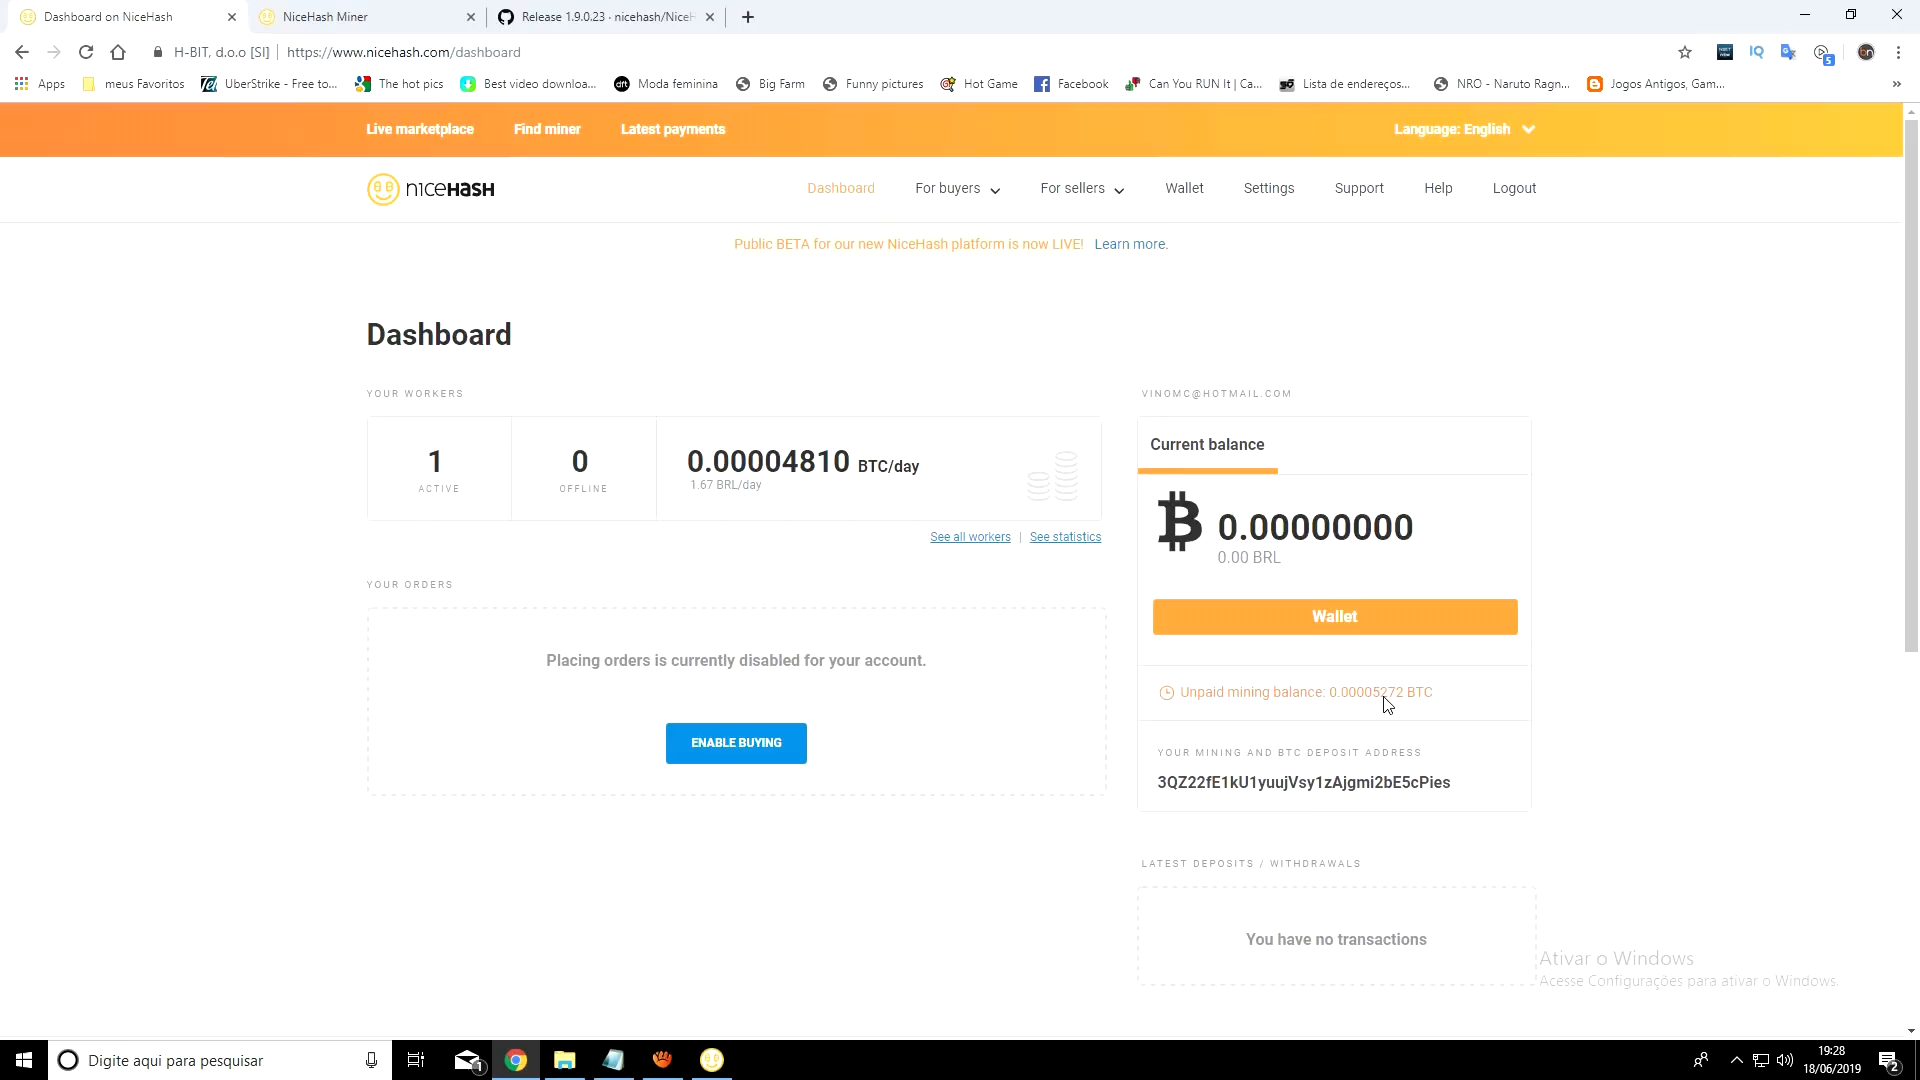 Dashboard on NiceHash
NiceHash Miner
Release 1.9.0.23 · nicehash/NiceH
H-BIT, d.o.o [SI]
https://www.nicehash.com/dashboard
Apps
meus Favoritos
UberStrike - Free to...
The hot pics
Best video downloa...
Moda feminina
Big Farm
Funny pictures
Hot Game
Facebook
Can You RUN It | Ca...
Lista de endereços...
NRO - Naruto Ragn...
Jogos Antigos, Gam...
Live marketplace
Find miner
Latest payments
Language: English
niceHASH
Dashboard
For buyers
For sellers
Wallet
Settings
Support
Help
Logout
Public BETA for our new NiceHash platform is now LIVE! Learn more.
Dashboard
YOUR WORKERS
1
ACTIVE
0
OFFLINE
0.00004810 BTC/day
1.67 BRL/day
See all workers | See statistics
YOUR ORDERS
Placing orders is currently disabled for your account.
ENABLE BUYING
VINOMC@HOTMAIL.COM
Current balance
0.00000000
0.00 BRL
Wallet
Unpaid mining balance: 0.00005272 BTC
YOUR MINING AND BTC DEPOSIT ADDRESS
3QZ22fE1kU1yuujVsy1zAjgmi2bE5cPies
LATEST DEPOSITS / WITHDRAWALS
You have no transactions
Ativar o Windows
Acesse Configurações para ativar o Windows.
Digite aqui para pesquisar
1
19:28
18/06/2019
2